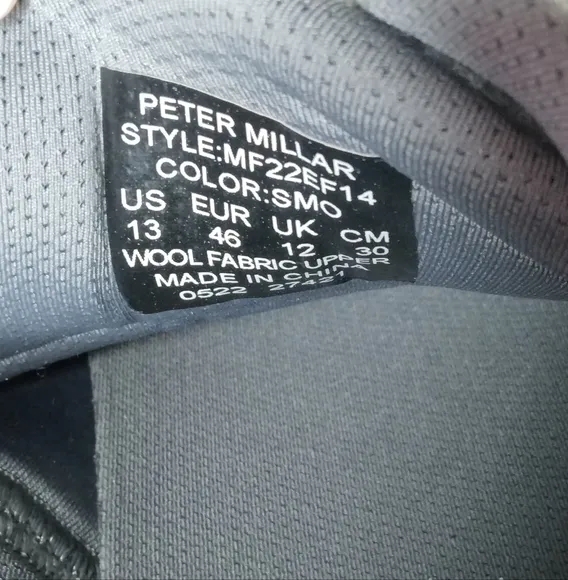 PETER MILLAR
STYLE:MF22EF14
COLOR:SMO
US EUR UK CM
13 46 12 30
WOOL FABRIC UPPER
MADE IN CHINA
0522 27421